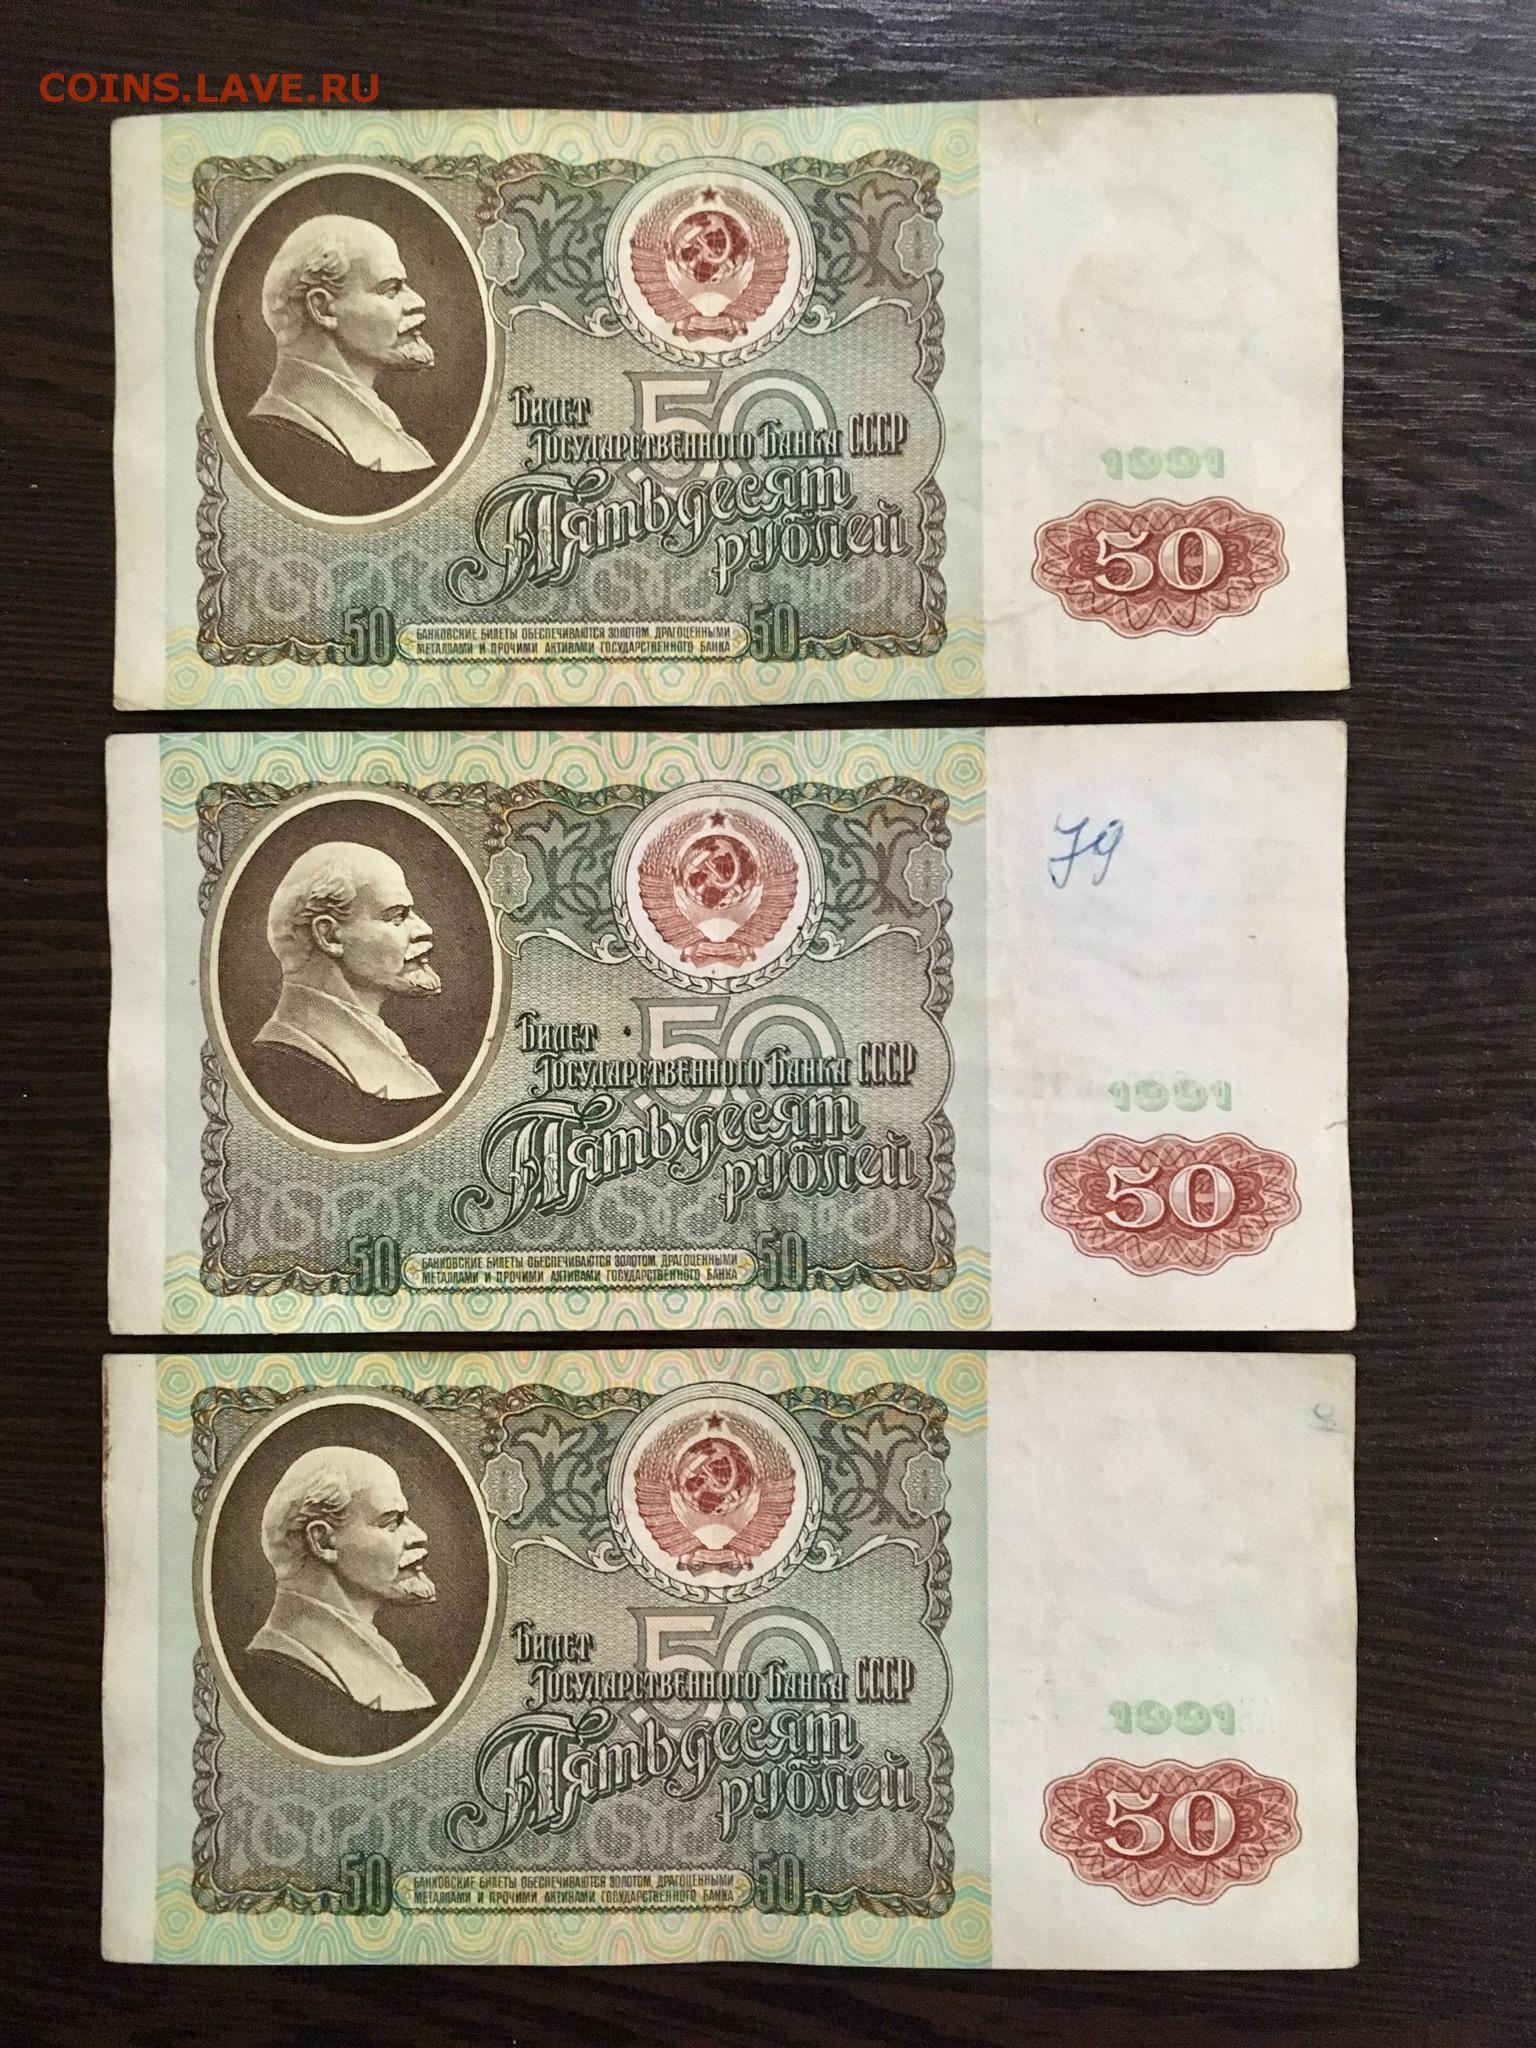 COINS.LAVE.RU
Билет
Государственного Банка СССР
50
Пятьдесят
рублей
1991
50
50
БАНКОВСКИЕ БИЛЕТЫ ОБЕСПЕЧИВАЮТСЯ ЗОЛОТОМ, ДРАГОЦЕННЫМИ
МЕТАЛЛАМИ И ПРОЧИМИ АКТИВАМИ ГОСУДАРСТВЕННОГО БАНКА
50
79
Билет
Государственного Банка СССР
50
Пятьдесят
рублей
1991
50
50
БАНКОВСКИЕ БИЛЕТЫ ОБЕСПЕЧИВАЮТСЯ ЗОЛОТОМ, ДРАГОЦЕННЫМИ
МЕТАЛЛАМИ И ПРОЧИМИ АКТИВАМИ ГОСУДАРСТВЕННОГО БАНКА
50
Билет
Государственного Банка СССР
50
Пятьдесят
рублей
1991
50
50
БАНКОВСКИЕ БИЛЕТЫ ОБЕСПЕЧИВАЮТСЯ ЗОЛОТОМ, ДРАГОЦЕННЫМИ
МЕТАЛЛАМИ И ПРОЧИМИ АКТИВАМИ ГОСУДАРСТВЕННОГО БАНКА
50